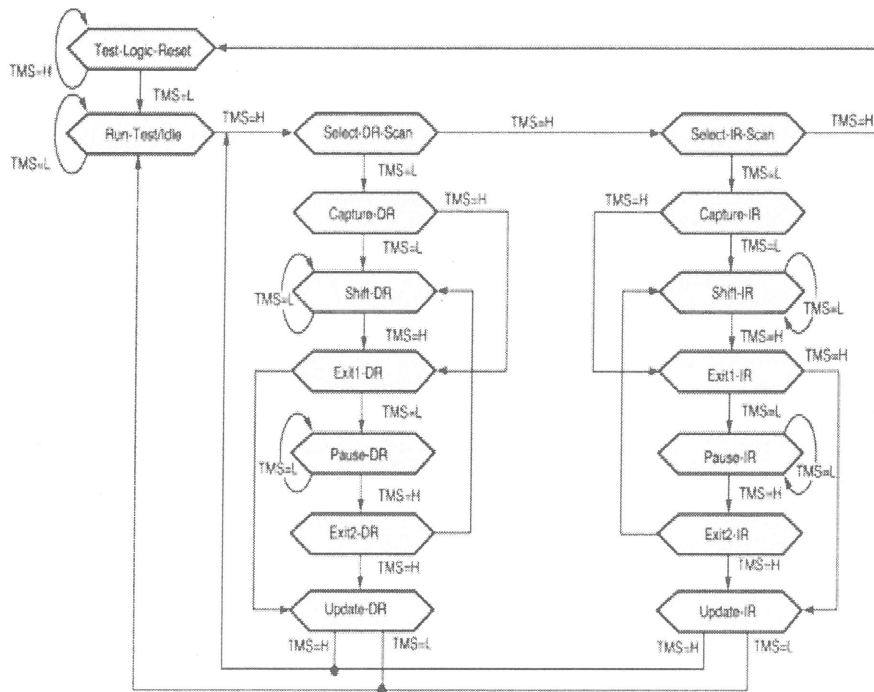 Test-Logic-Reset
TMS=H
TMS=L
Run-Test/Idle
TMS=L
TMS=H
Select-DR-Scan
TMS=H
Select-IR-Scan
TMS=H
TMS=L
TMS=L
Capture-DR
TMS=H
TMS=H
Capture-IR
TMS=L
TMS=L
Shift-DR
TMS=L
Shift-IR
TMS=L
TMS=H
TMS=H
Exit1-DR
Exit1-IR
TMS=H
TMS=L
TMS=L
Pause-DR
TMS=L
Pause-IR
TMS=L
TMS=H
TMS=H
Exit2-DR
Exit2-IR
TMS=H
TMS=H
Update-DR
Update-IR
TMS=H
TMS=L
TMS=H
TMS=L